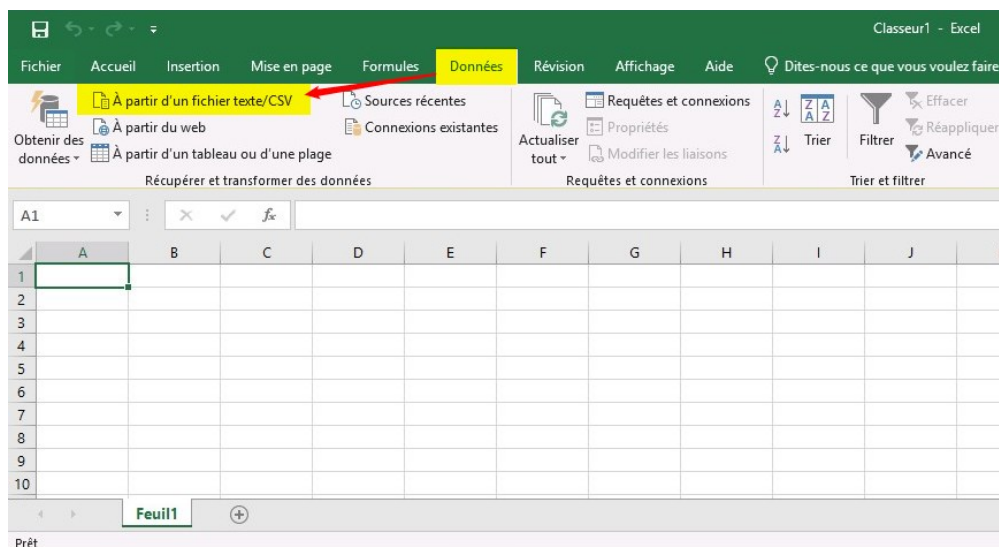 Classeur1 - Excel
Fichier Accueil Insertion Mise en page Formules Données Révision Affichage Aide Dites-nous ce que vous voulez faire
Obtenir des données
À partir d'un fichier texte/CSV
À partir du web
À partir d'un tableau ou d'une plage
Sources récentes
Connexions existantes
Récupérer et transformer des données
Actualiser tout
Requêtes et connexions
Propriétés
Modifier les liaisons
Requêtes et connexions
Trier
Filtrer
Effacer
Réappliquer
Avancé
Trier et filtrer
A1 fx
A B C D E F G H I J
1
2
3
4
5
6
7
8
9
10
Feuil1
Prêt